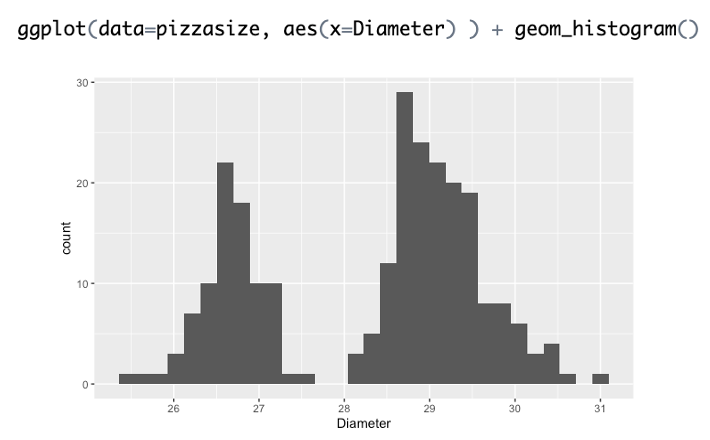 ggplot(data=pizzasize, aes(x=Diameter) ) + geom_histogram()
30
20
10
0
count
26 27 28 29 30 31
Diameter